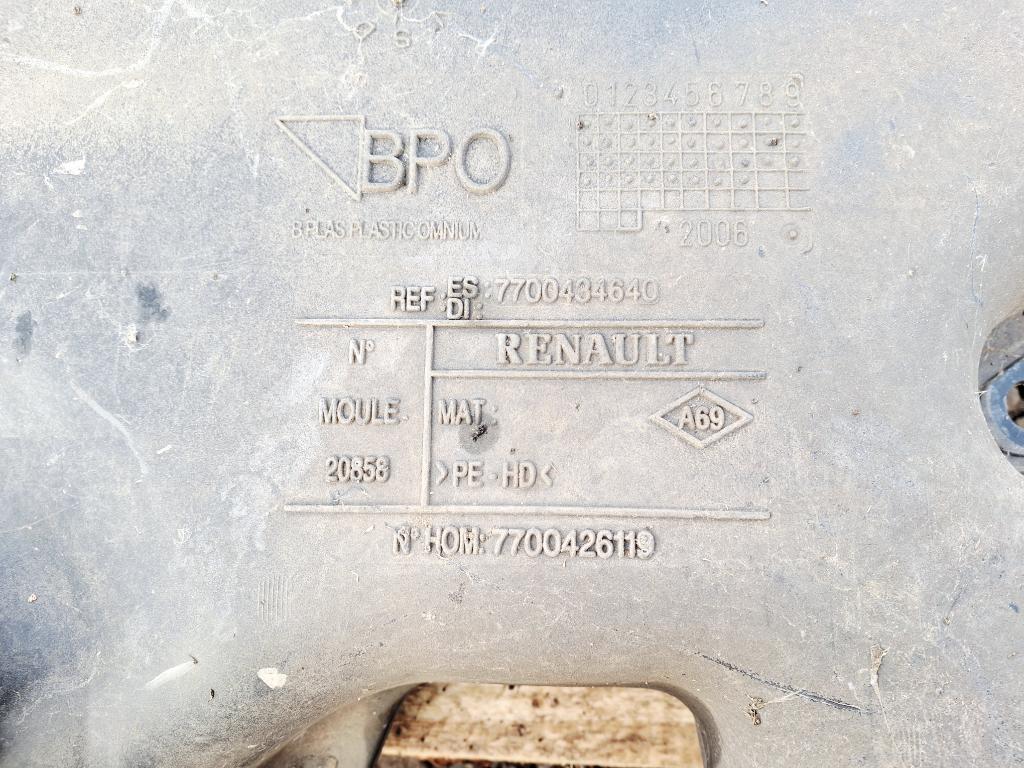 0123456789
BPO
B.PLAS PLASTIC OMNIUM
2006
REF : ES : 7700434640
DI :
N°
MOULE
20858
RENAULT
MAT :
A69
>PE-HD<
N° HOM: 7700426119